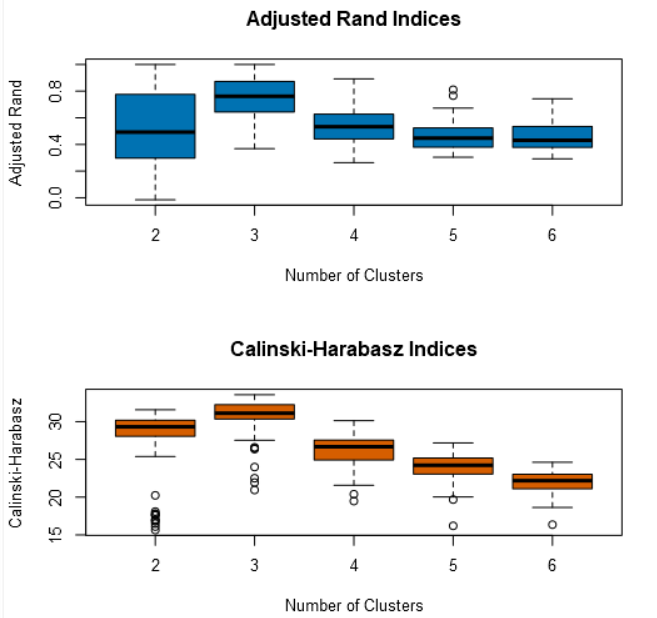 Adjusted Rand Indices
Adjusted Rand
0.8
0.4
0.0
2 3 4 5 6
Number of Clusters
Calinski-Harabasz Indices
Calinski-Harabasz
30
25
20
15
2 3 4 5 6
Number of Clusters